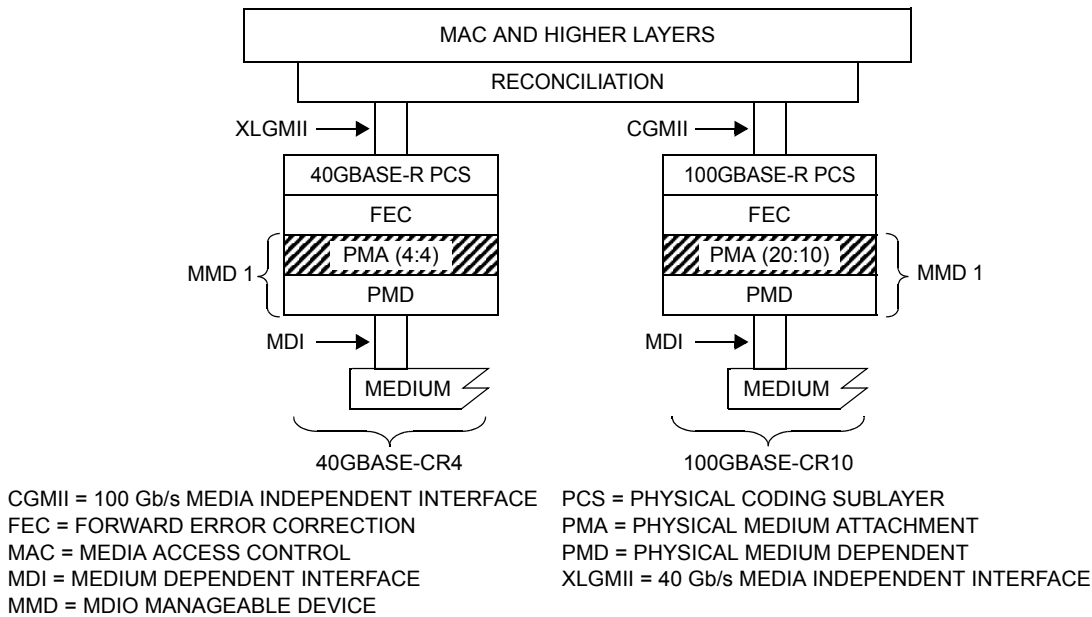 MAC AND HIGHER LAYERS
RECONCILIATION
XLGMII
CGMII
40GBASE-R PCS
100GBASE-R PCS
FEC
FEC
PMA (4:4)
PMA (20:10)
MMD 1
MMD 1
PMD
PMD
MDI
MDI
MEDIUM
MEDIUM
40GBASE-CR4
100GBASE-CR10
CGMII = 100 Gb/s MEDIA INDEPENDENT INTERFACE
FEC = FORWARD ERROR CORRECTION
MAC = MEDIA ACCESS CONTROL
MDI = MEDIUM DEPENDENT INTERFACE
MMD = MDIO MANAGEABLE DEVICE
PCS = PHYSICAL CODING SUBLAYER
PMA = PHYSICAL MEDIUM ATTACHMENT
PMD = PHYSICAL MEDIUM DEPENDENT
XLGMII = 40 Gb/s MEDIA INDEPENDENT INTERFACE